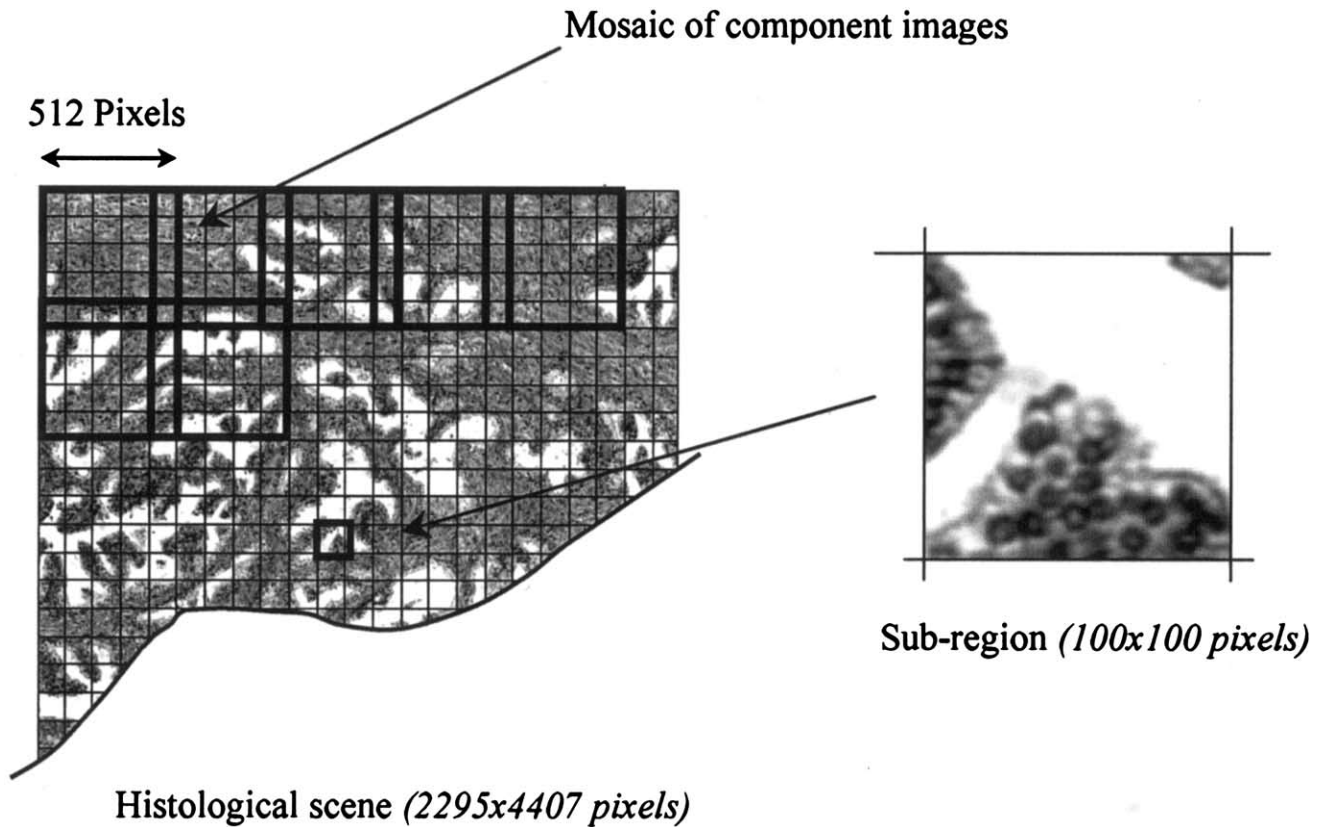 Mosaic of component images
512 Pixels
Sub-region (100x100 pixels)
Histological scene (2295x4407 pixels)